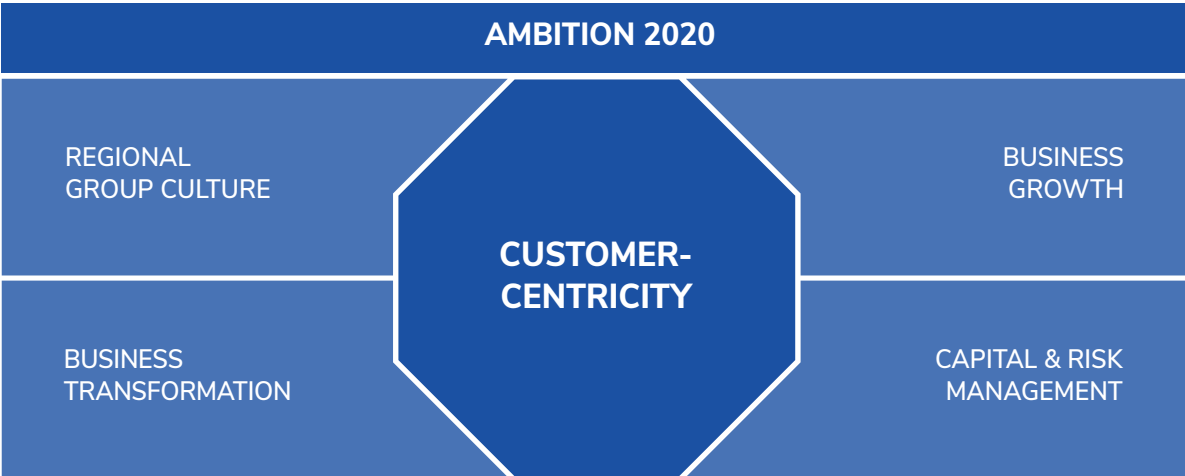 AMBITION 2020
REGIONAL
GROUP CULTURE
BUSINESS
GROWTH
CUSTOMER-
CENTRICITY
BUSINESS
TRANSFORMATION
CAPITAL & RISK
MANAGEMENT